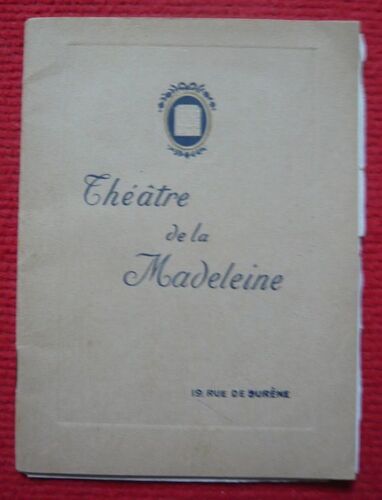 Théâtre
de la
Madeleine
19, RUE DE SURÈNE